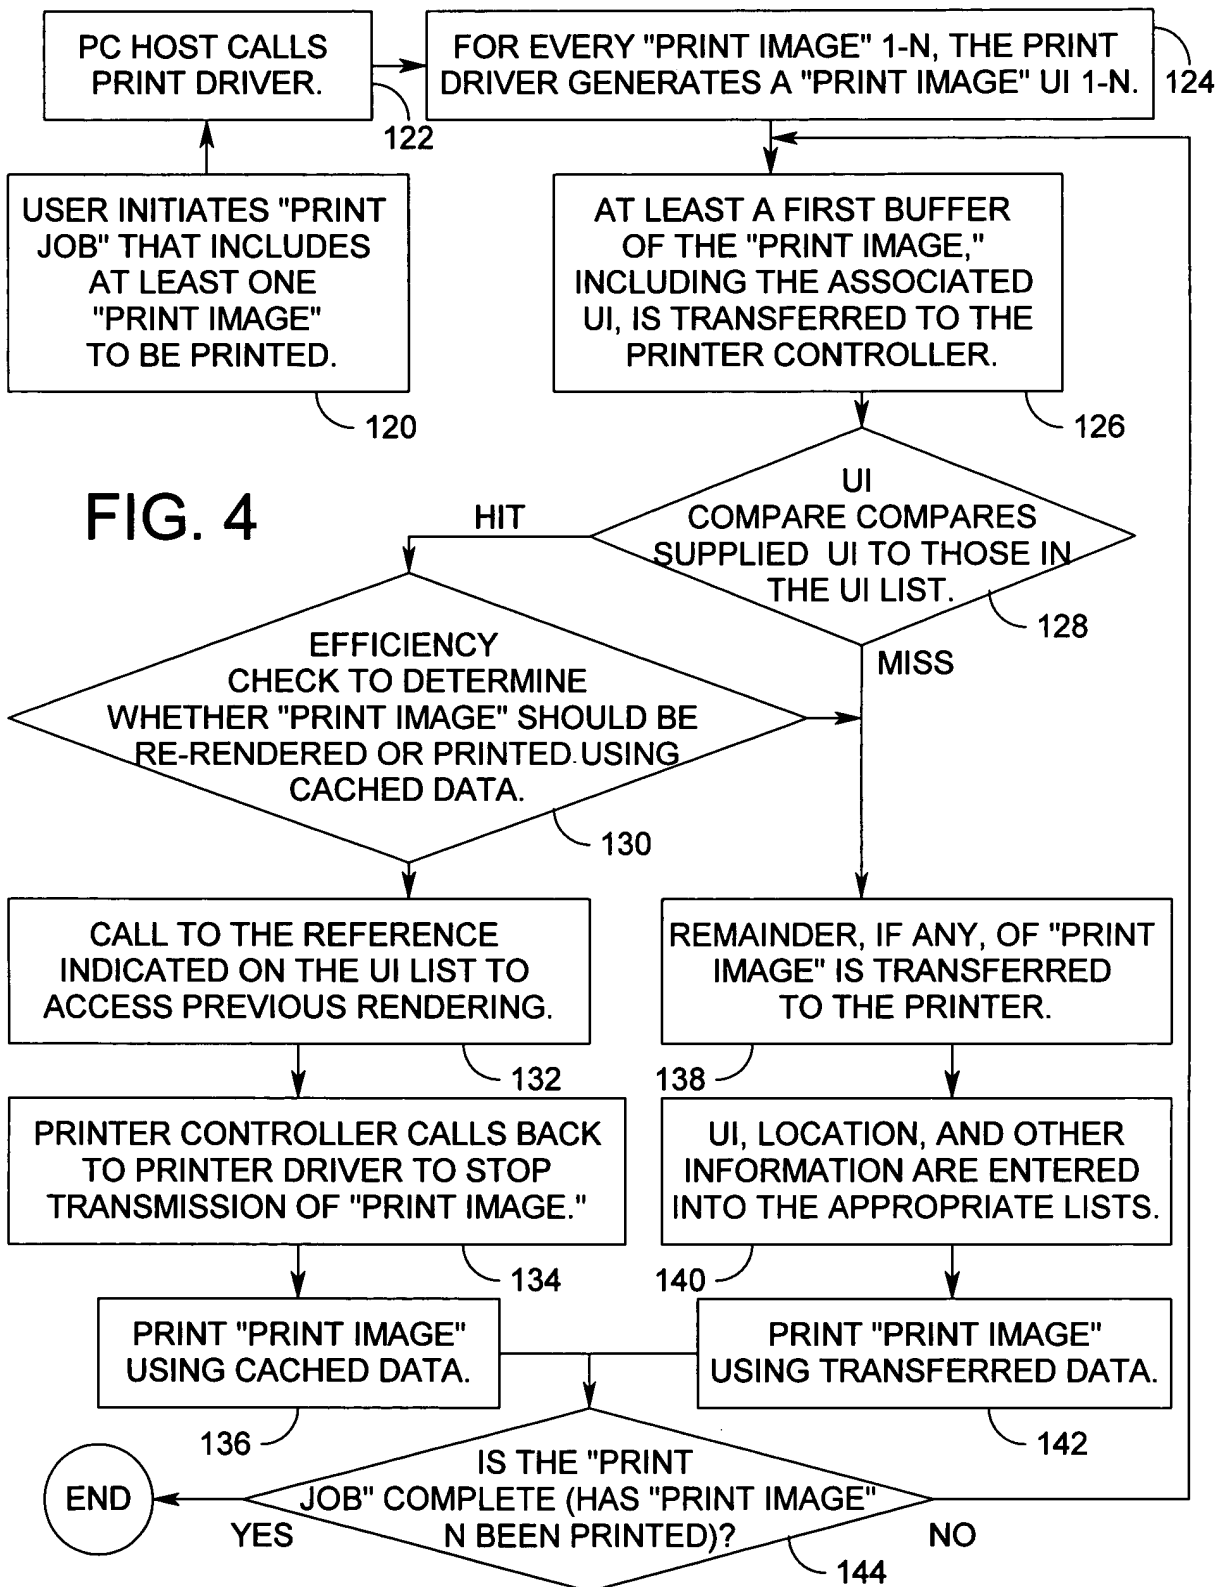 PC HOST CALLS
PRINT DRIVER.
122
FOR EVERY "PRINT IMAGE" 1-N, THE PRINT
DRIVER GENERATES A "PRINT IMAGE" UI 1-N.
124
USER INITIATES "PRINT
JOB" THAT INCLUDES
AT LEAST ONE
"PRINT IMAGE"
TO BE PRINTED.
120
AT LEAST A FIRST BUFFER
OF THE "PRINT IMAGE,"
INCLUDING THE ASSOCIATED
UI, IS TRANSFERRED TO THE
PRINTER CONTROLLER.
126
FIG. 4
UI
COMPARE COMPARES
SUPPLIED UI TO THOSE IN
THE UI LIST.
128
HIT
MISS
EFFICIENCY
CHECK TO DETERMINE
WHETHER "PRINT IMAGE" SHOULD BE
RE-RENDERED OR PRINTED USING
CACHED DATA.
130
CALL TO THE REFERENCE
INDICATED ON THE UI LIST TO
ACCESS PREVIOUS RENDERING.
132
REMAINDER, IF ANY, OF "PRINT
IMAGE" IS TRANSFERRED
TO THE PRINTER.
138
PRINTER CONTROLLER CALLS BACK
TO PRINTER DRIVER TO STOP
TRANSMISSION OF "PRINT IMAGE."
134
UI, LOCATION, AND OTHER
INFORMATION ARE ENTERED
INTO THE APPROPRIATE LISTS.
140
PRINT "PRINT IMAGE"
USING CACHED DATA.
136
PRINT "PRINT IMAGE"
USING TRANSFERRED DATA.
142
IS THE "PRINT
JOB" COMPLETE (HAS "PRINT IMAGE"
N BEEN PRINTED)?
144
END
YES
NO